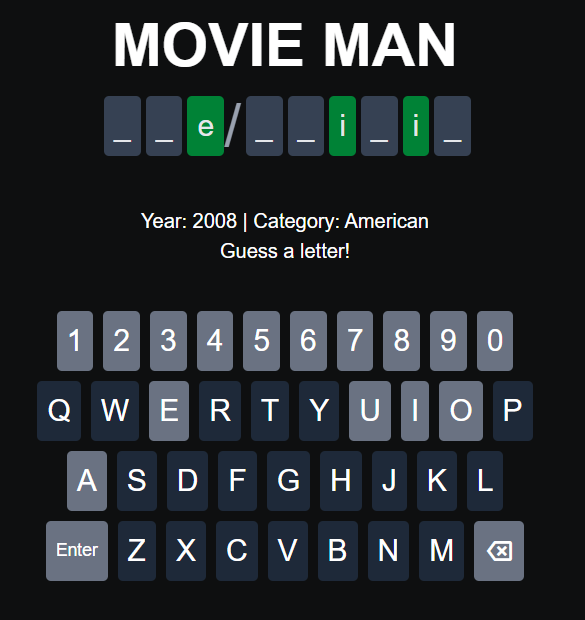 MOVIE MAN
_ _ e / _ _ i _ i _
Year: 2008 | Category: American
Guess a letter!
1 2 3 4 5 6 7 8 9 0
Q W E R T Y U I O P
A S D F G H J K L
Enter Z X C V B N M